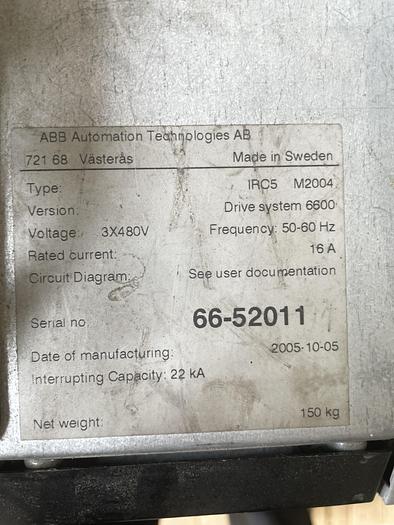 ABB Automation Technologies AB
721 68 Västerås Made in Sweden
Type: IRC5 M2004
Version: Drive system 6600
Voltage: 3X480V Frequency: 50-60 Hz
Rated current: 16 A
Circuit Diagram: See user documentation
Serial no. 66-52011
Date of manufacturing: 2005-10-05
Interrupting Capacity: 22 kA
Net weight: 150 kg